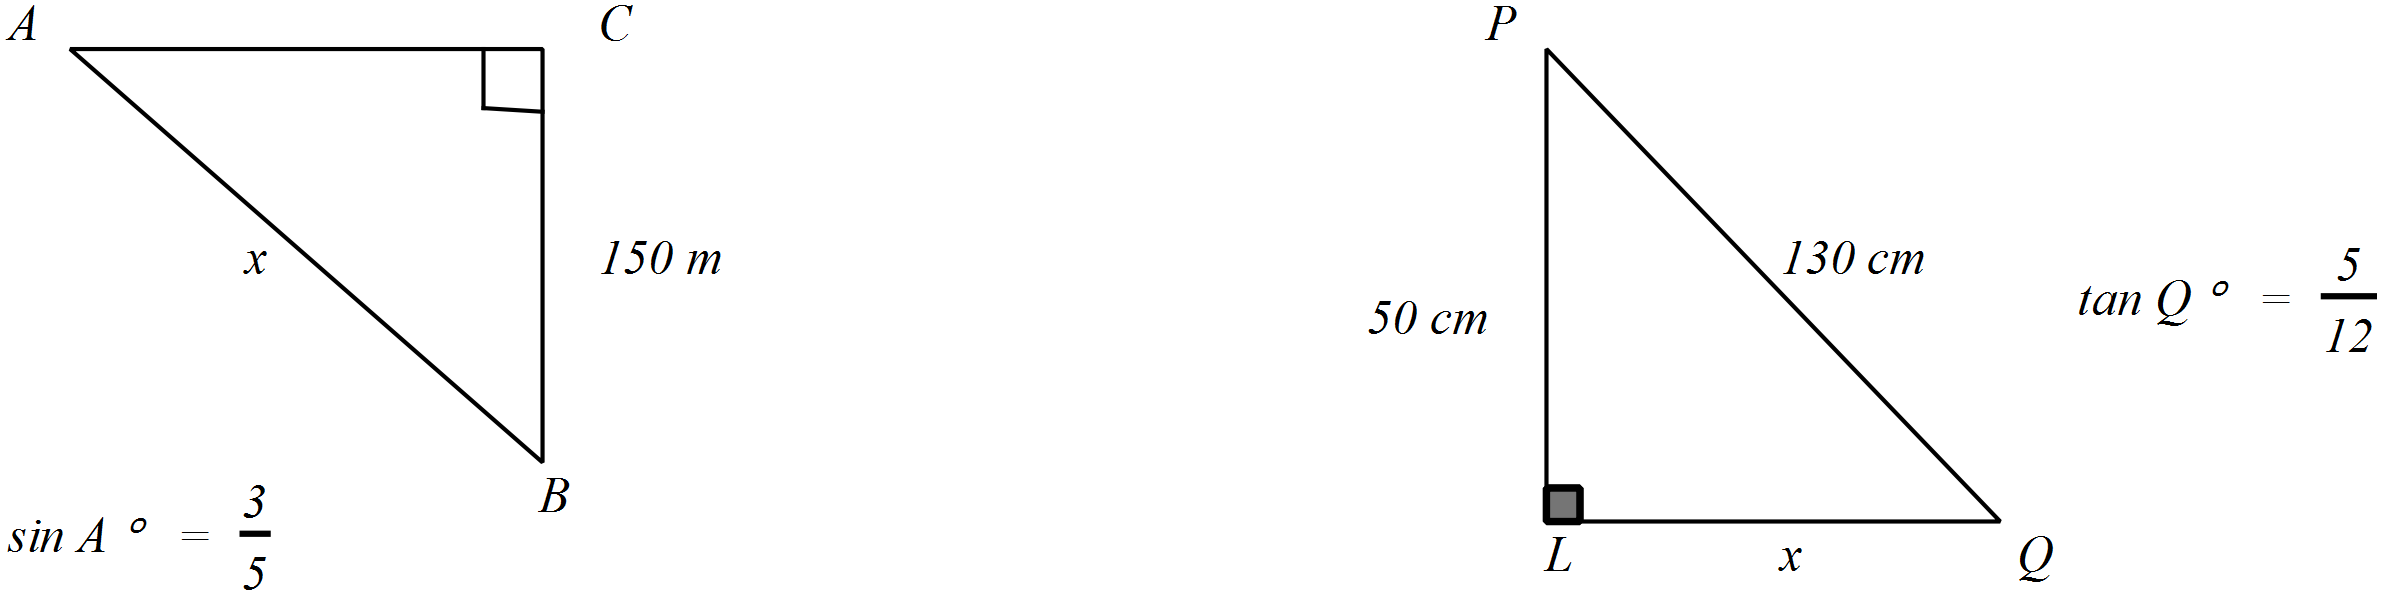 A
C
x
150 m
B
sin A ° = 3/5
P
130 cm
50 cm
tan Q ° = 5/12
L
x
Q